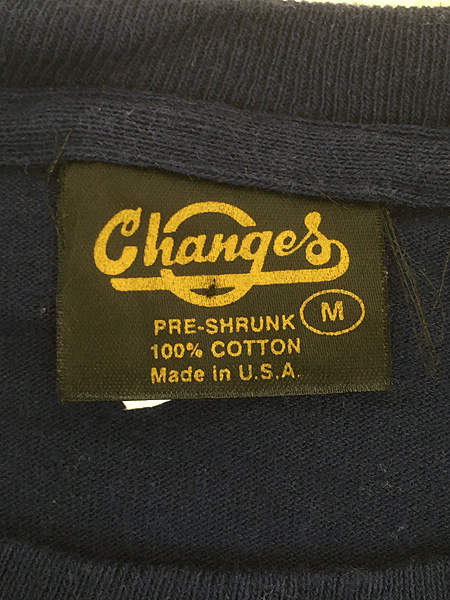 Changes
PRE-SHRUNK M
100% COTTON
Made in U.S.A.